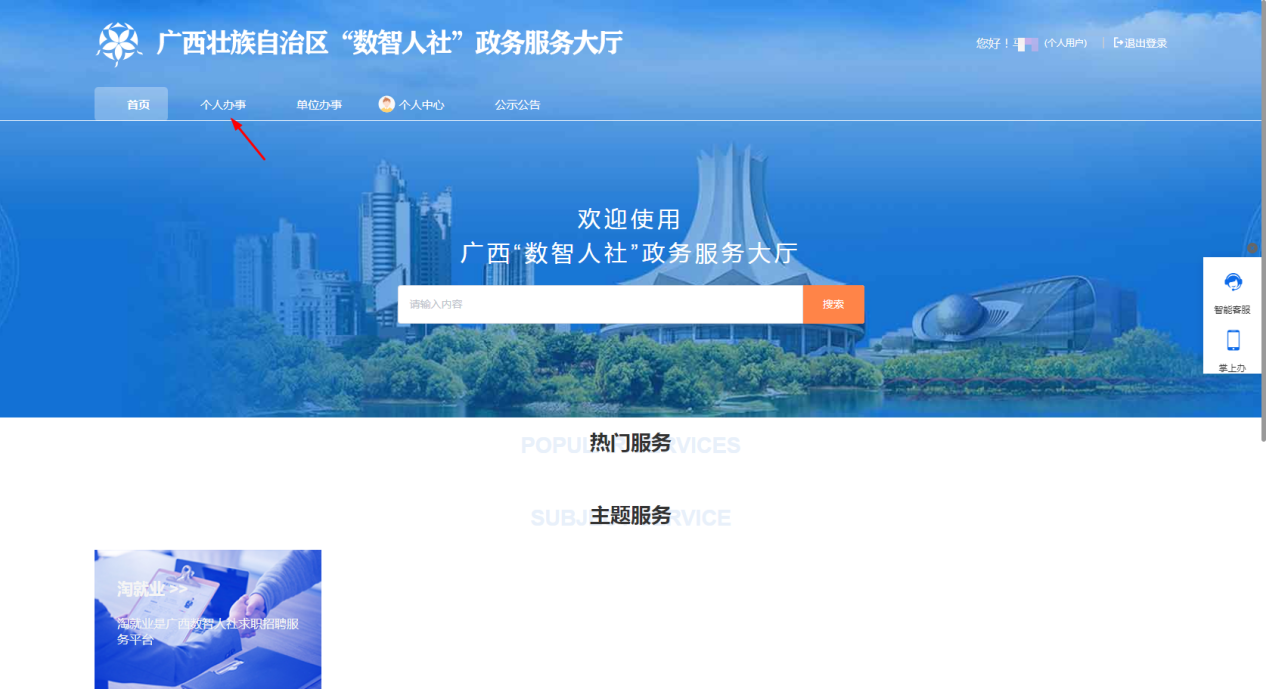 广西壮族自治区“数智人社”政务服务大厅
您好！ (个人用户) 退出登录
首页 个人办事 单位办事 个人中心 公示公告
欢迎使用
广西“数智人社”政务服务大厅
请输入内容 搜索
智能客服
掌上办
热门服务
主题服务
淘就业 >>
淘就业是广西数智人社求职招聘服
务平台